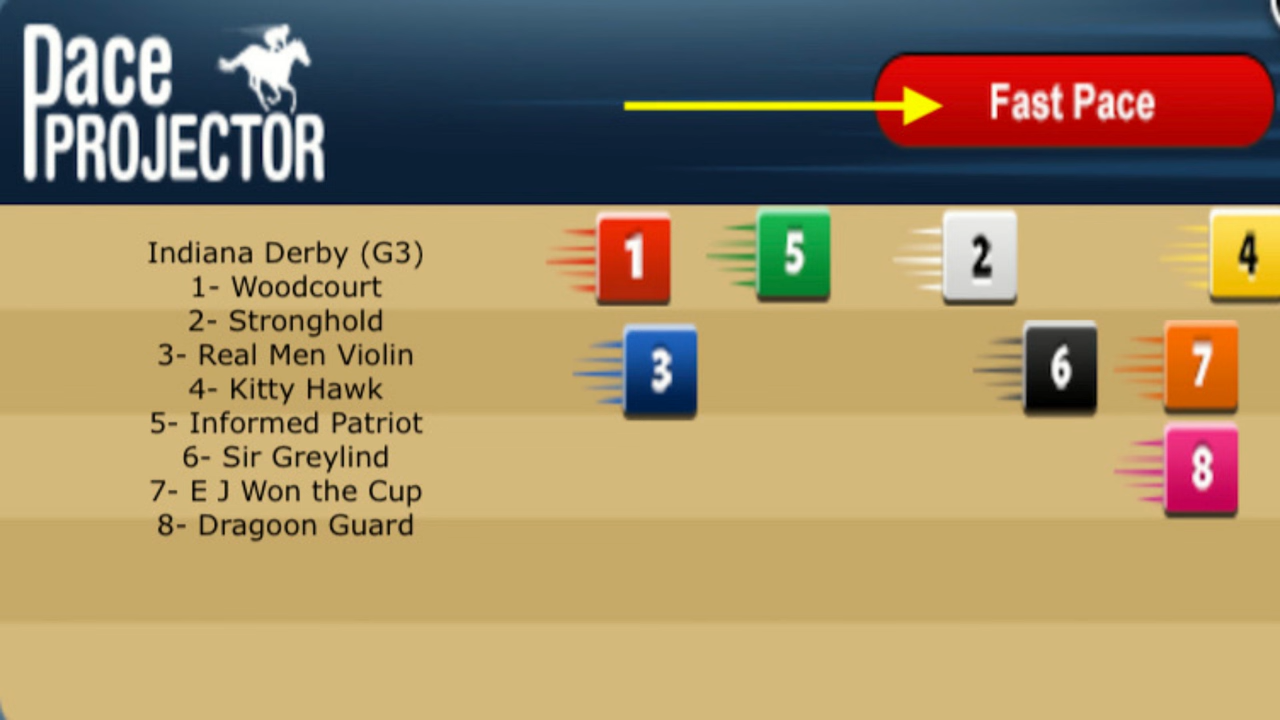 Pace
PROJECTOR
Fast Pace
Indiana Derby (G3)
1- Woodcourt
2- Stronghold
3- Real Men Violin
4- Kitty Hawk
5- Informed Patriot
6- Sir Greylind
7- E J Won the Cup
8- Dragoon Guard
1 5 2 4
3 6 7
8